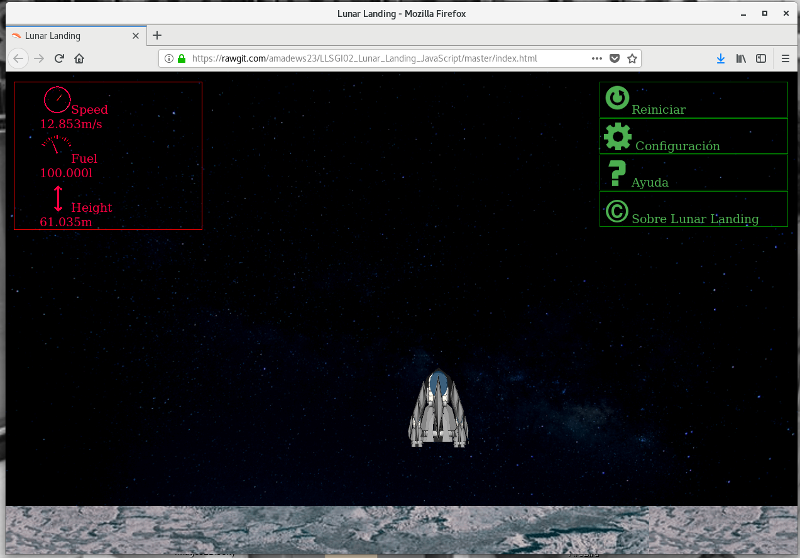 Lunar Landing - Mozilla Firefox
Lunar Landing
https://rawgit.com/amadews23/LLSGI02_Lunar_Landing_JavaScript/master/index.html
Speed
12.853m/s
Fuel
100.000l
Height
61.035m
Reiniciar
Configuración
Ayuda
Sobre Lunar Landing